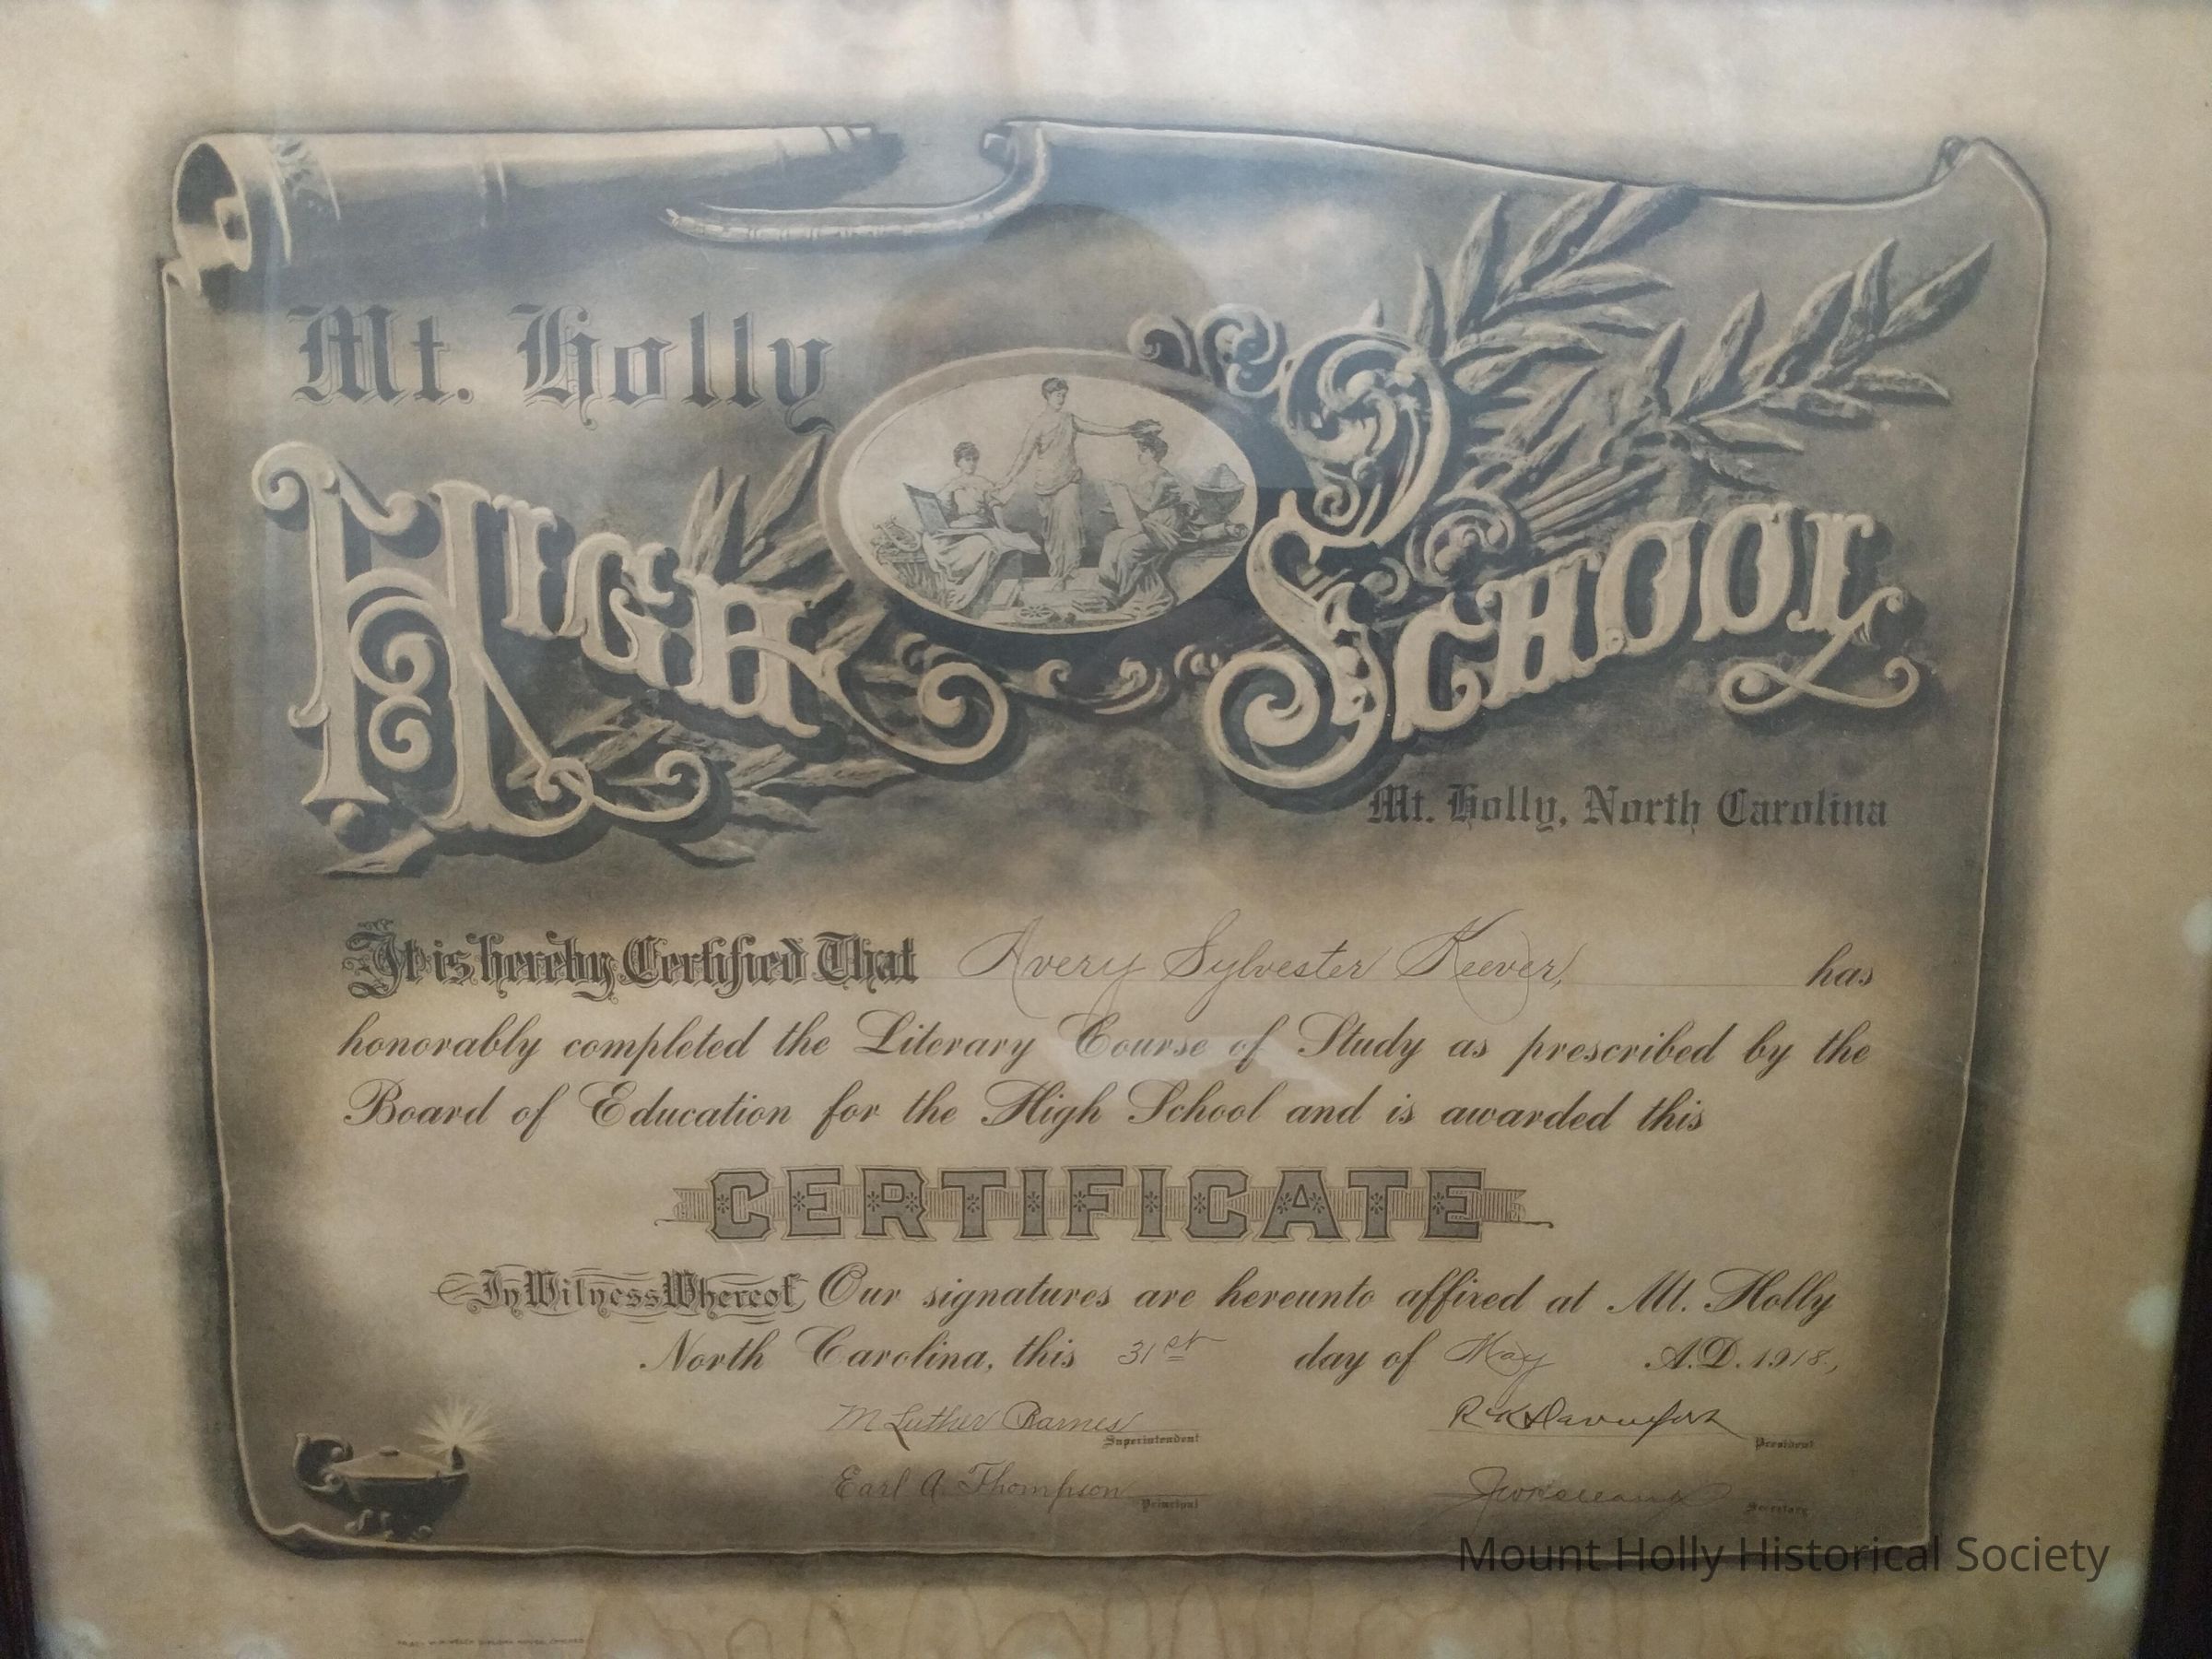 Mt. Holly
HIGH SCHOOL
Mt. Holly, North Carolina
It is hereby Certified That Avery Sylvester Keever, has
honorably completed the Literary Course of Study as prescribed by the
Board of Education for the High School and is awarded this
CERTIFICATE
In Witness Whereof Our signatures are hereunto affixed at Mt. Holly
North Carolina, this 31st day of May A.D. 1918,
M Luther Barnes
Superintendent
R K Davenport
President
Earl A. Thompson
Principal
Secretary
Mount Holly Historical Society